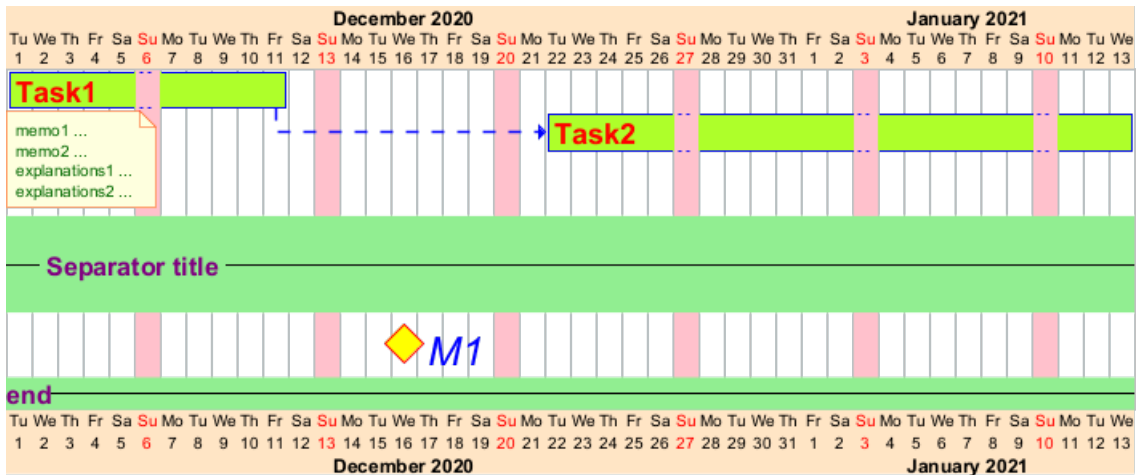 December 2020 January 2021
Tu We Th Fr Sa Su Mo Tu We Th Fr Sa Su Mo Tu We Th Fr Sa Su Mo Tu We Th Fr Sa Su Mo Tu We Th Fr Sa Su Mo Tu We Th Fr Sa Su Mo Tu We
1 2 3 4 5 6 7 8 9 10 11 12 13 14 15 16 17 18 19 20 21 22 23 24 25 26 27 28 29 30 31 1 2 3 4 5 6 7 8 9 10 11 12 13
Task1
memo1 ...
memo2 ...
explanations1 ...
explanations2 ...
Task2
Separator title
M1
end
Tu We Th Fr Sa Su Mo Tu We Th Fr Sa Su Mo Tu We Th Fr Sa Su Mo Tu We Th Fr Sa Su Mo Tu We Th Fr Sa Su Mo Tu We Th Fr Sa Su Mo Tu We
1 2 3 4 5 6 7 8 9 10 11 12 13 14 15 16 17 18 19 20 21 22 23 24 25 26 27 28 29 30 31 1 2 3 4 5 6 7 8 9 10 11 12 13
December 2020 January 2021